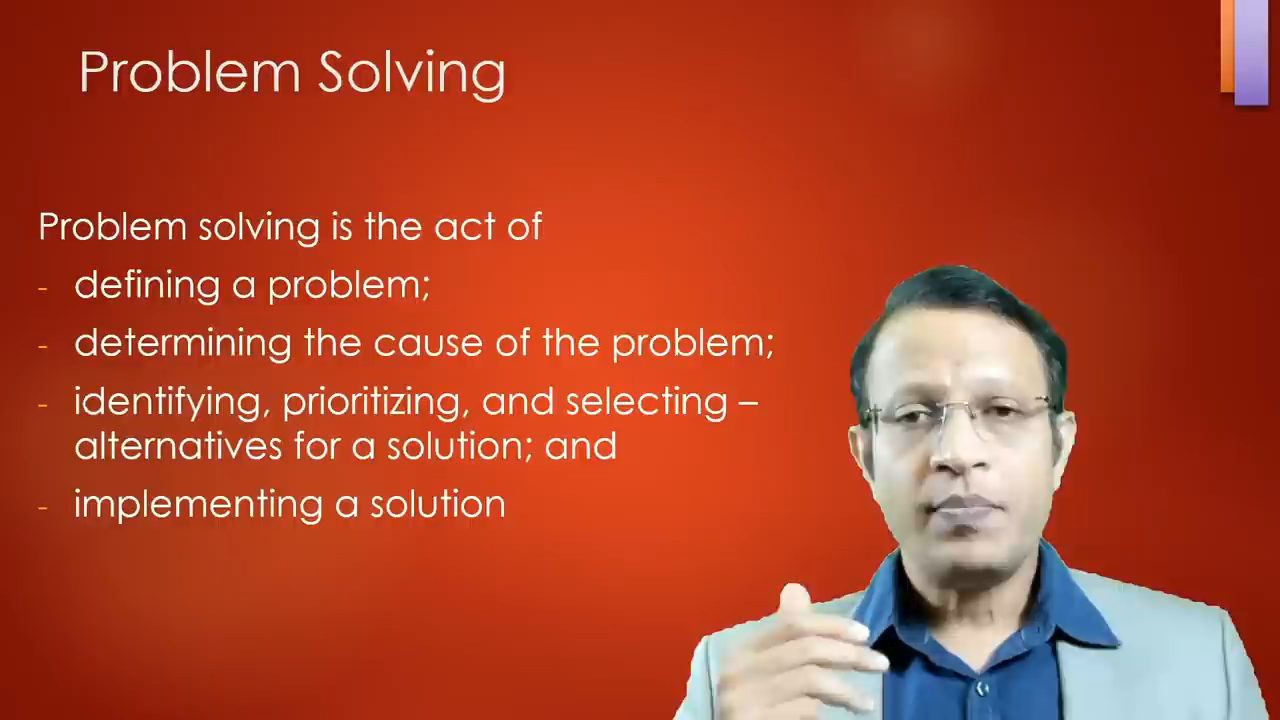 Problem Solving
Problem solving is the act of
- defining a problem;
- determining the cause of the problem;
- identifying, prioritizing, and selecting –
alternatives for a solution; and
- implementing a solution